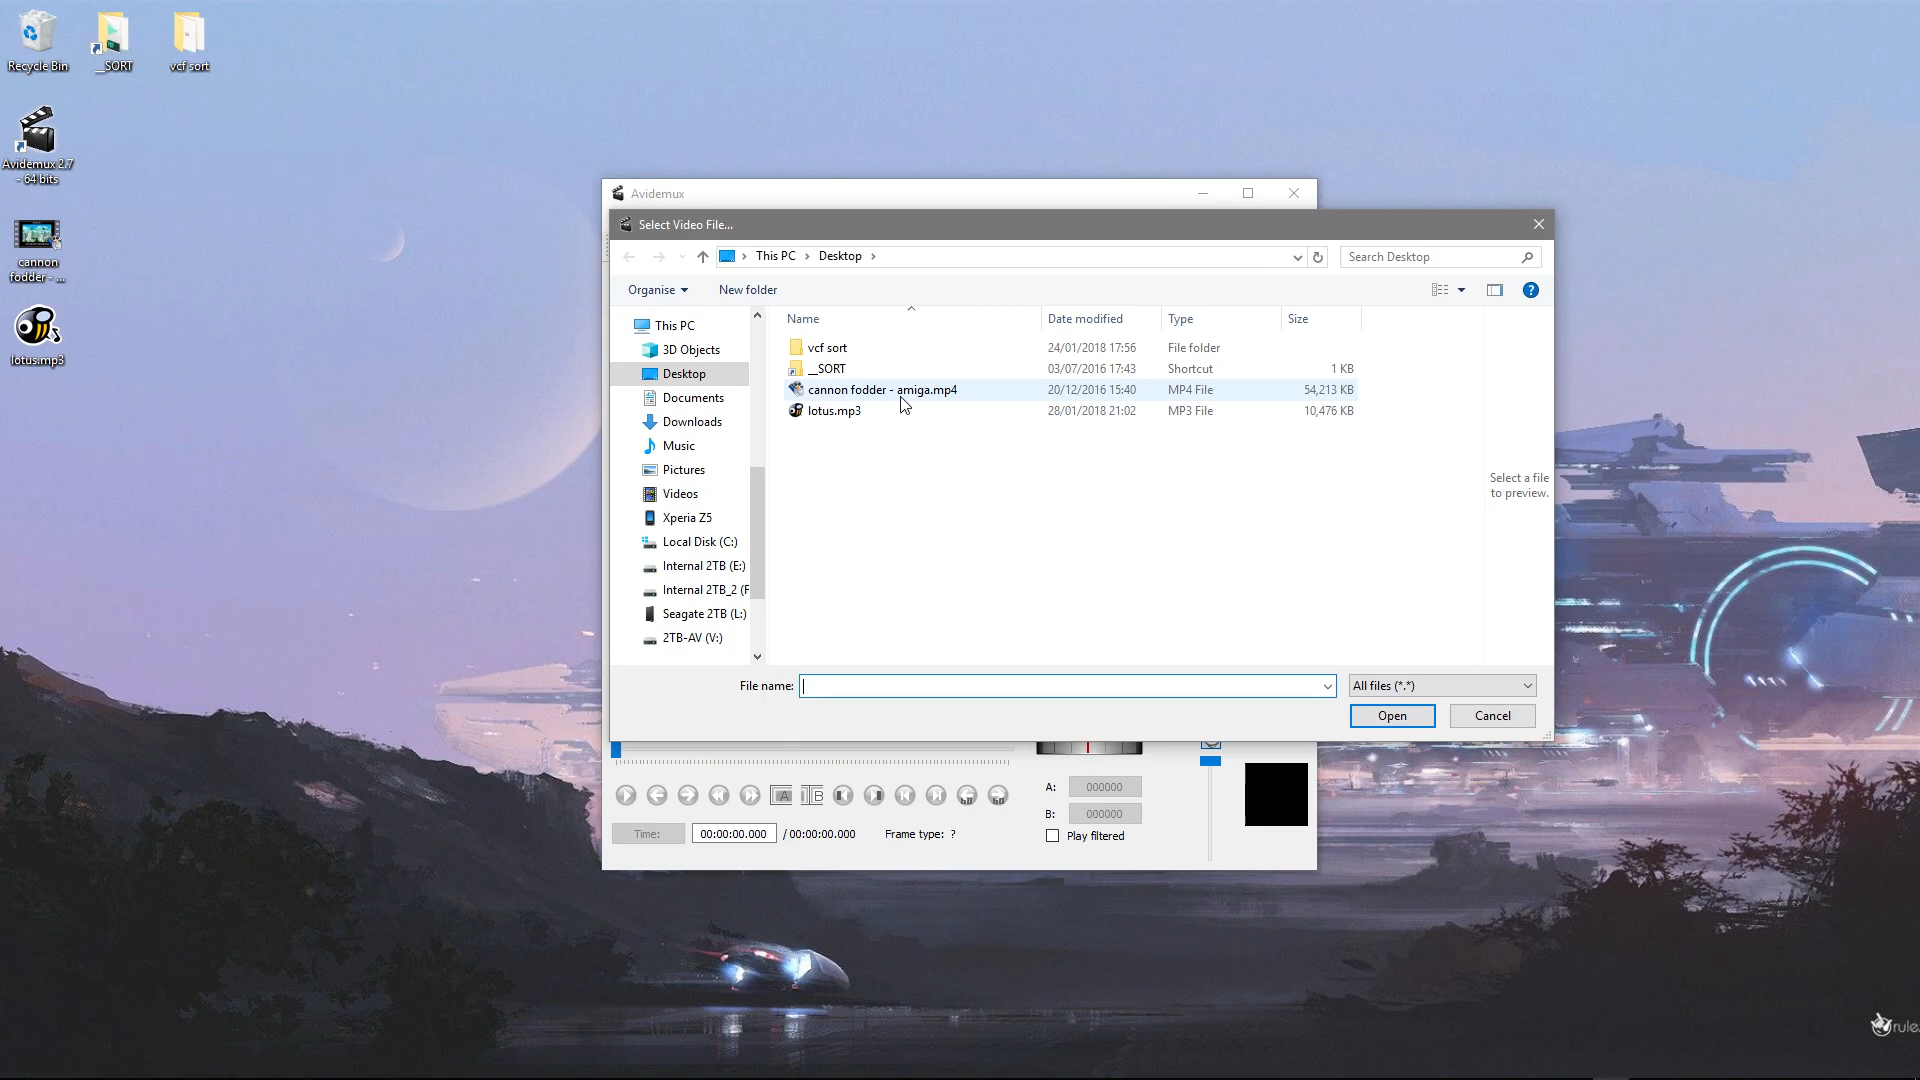 Recycle Bin
__SORT
vcf sort
Avidemux 2.7
- 64 bits
cannon
fodder - ...
lotus.mp3
Avidemux
Select Video File...
This PC
Desktop
Search Desktop
Organise
New folder
?
This PC
3D Objects
Desktop
Documents
Downloads
Music
Pictures
Videos
Xperia Z5
Local Disk (C:)
Internal 2TB (E:)
Internal 2TB_2 (F
Seagate 2TB (L:)
2TB-AV (V:)
Name Date modified Type Size
vcf sort 24/01/2018 17:56 File folder
__SORT 03/07/2016 17:43 Shortcut 1 KB
cannon fodder - amiga.mp4 20/12/2016 15:40 MP4 File 54,213 KB
lotus.mp3 28/01/2018 21:02 MP3 File 10,476 KB
Select a file
to preview.
File name:
All files (*.*)
Open
Cancel
A
B
60
60
A: 000000
B: 000000
Time: 00:00:00.000 / 00:00:00.000 Frame type: ?
Play filtered